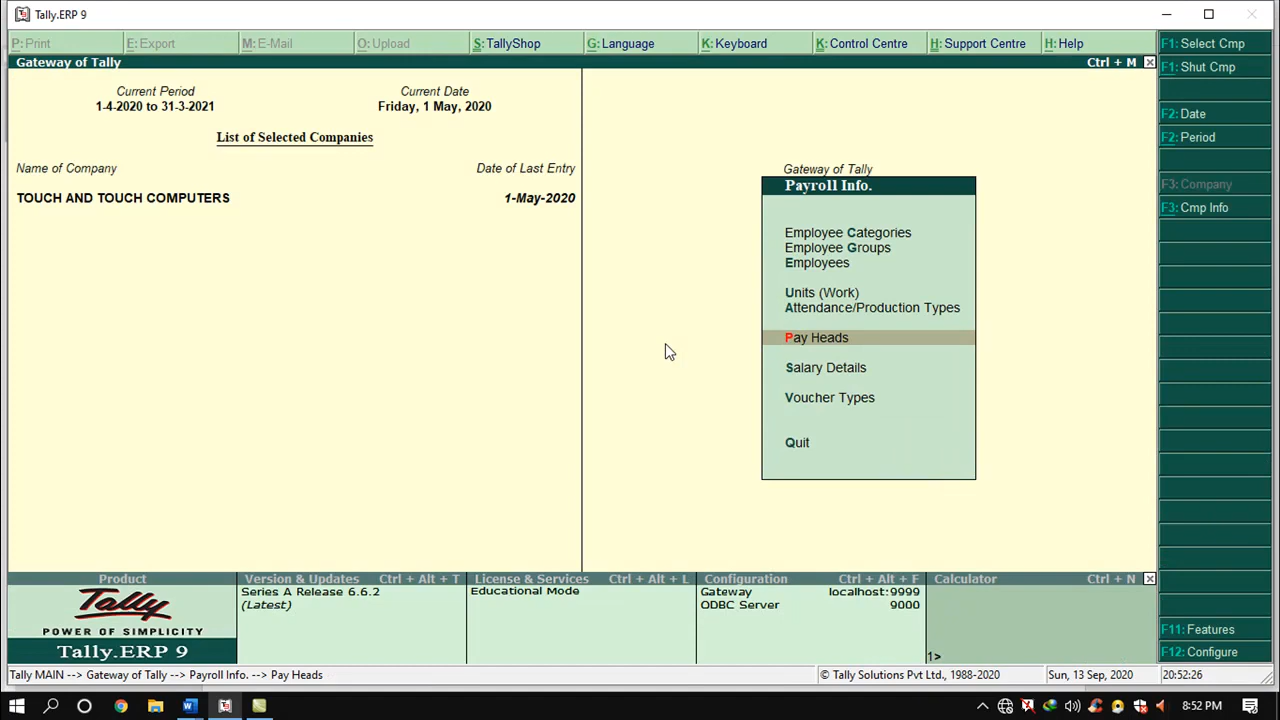 Tally.ERP 9
P: Print
E: Export
M: E-Mail
O: Upload
S: TallyShop
G: Language
K: Keyboard
K: Control Centre
H: Support Centre
H: Help
F1: Select Cmp
F1: Shut Cmp
F2: Date
F2: Period
F3: Company
F3: Cmp Info
Gateway of Tally
Ctrl + M
Current Period
1-4-2020 to 31-3-2021
Current Date
Friday, 1 May, 2020
List of Selected Companies
Name of Company
Date of Last Entry
TOUCH AND TOUCH COMPUTERS
1-May-2020
Gateway of Tally
Payroll Info.
Employee Categories
Employee Groups
Employees
Units (Work)
Attendance/Production Types
Pay Heads
Salary Details
Voucher Types
Quit
Product
Tally
POWER OF SIMPLICITY
Tally.ERP 9
Version & Updates Ctrl + Alt + T
Series A Release 6.6.2
(Latest)
License & Services Ctrl + Alt + L
Educational Mode
Configuration Ctrl + Alt + F
Gateway localhost:9999
ODBC Server 9000
Calculator Ctrl + N
1>
F11: Features
F12: Configure
Tally MAIN --> Gateway of Tally --> Payroll Info. --> Pay Heads
© Tally Solutions Pvt Ltd., 1988-2020
Sun, 13 Sep, 2020
20:52:26
8:52 PM